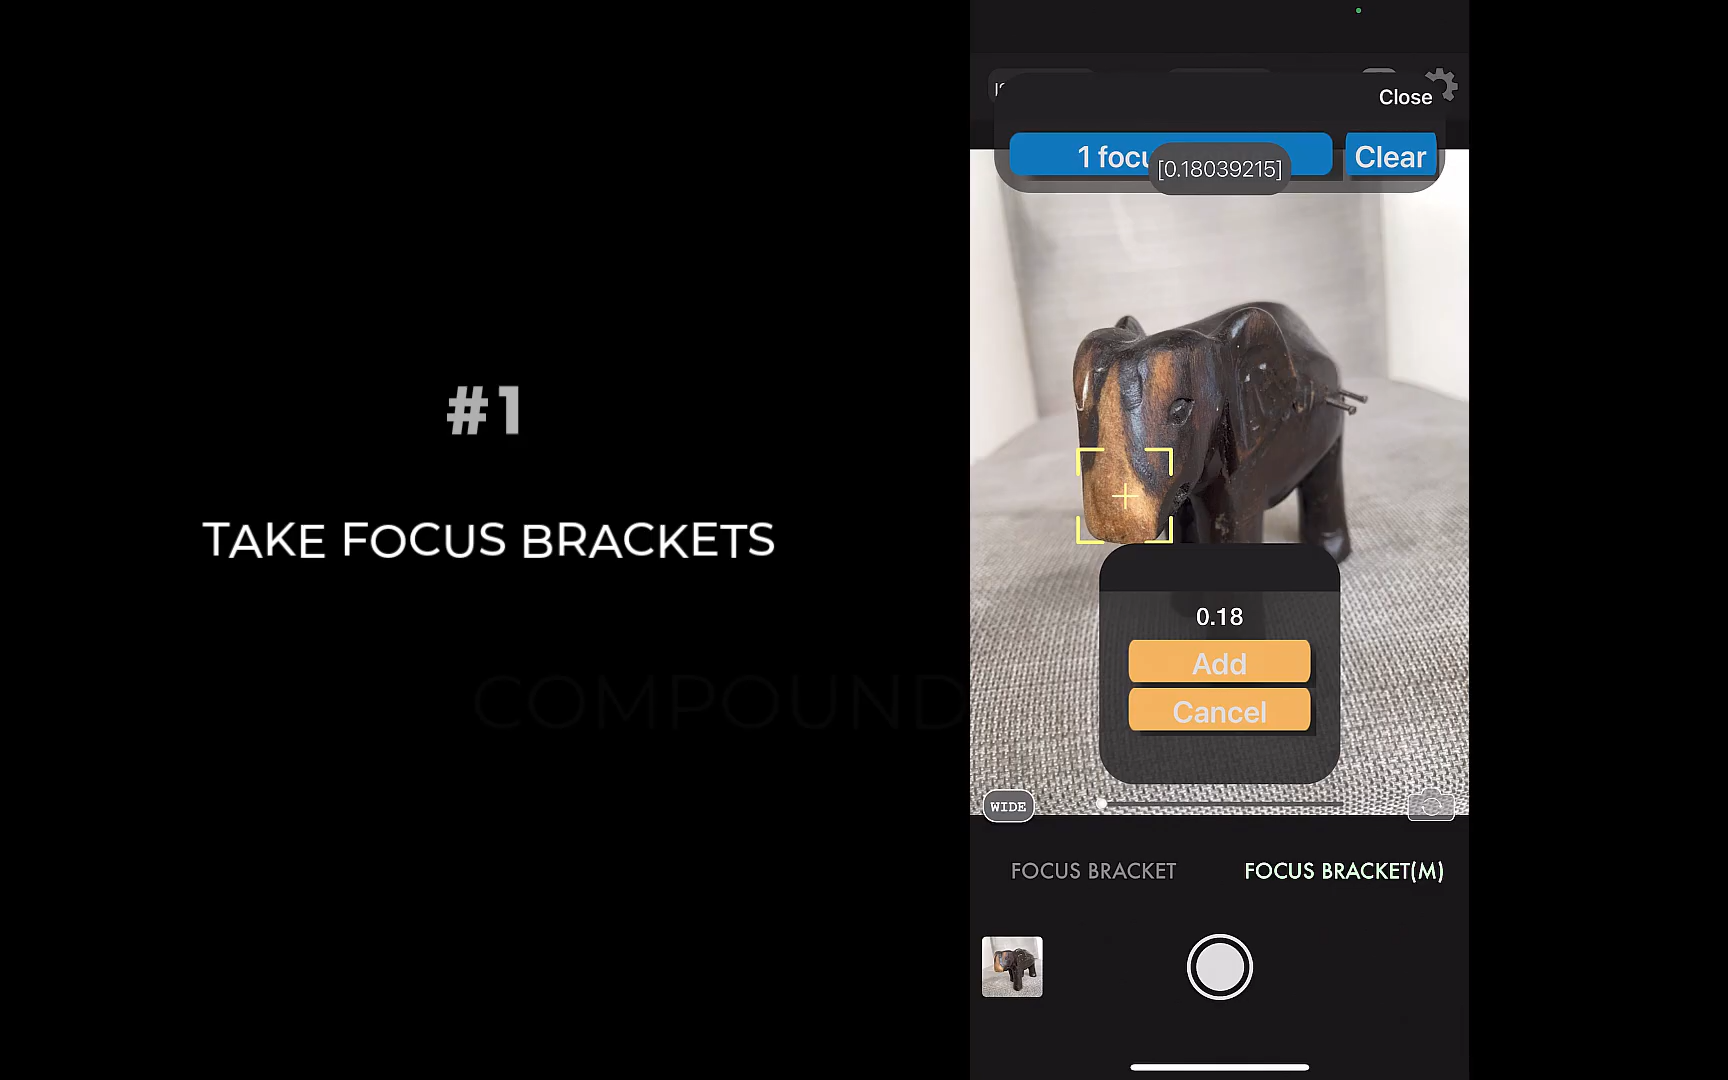 #1
TAKE FOCUS BRACKETS
COMPOUND
Close
1 focu
Clear
[0.18039215]
0.18
Add
Cancel
WIDE
FOCUS BRACKET
FOCUS BRACKET(M)